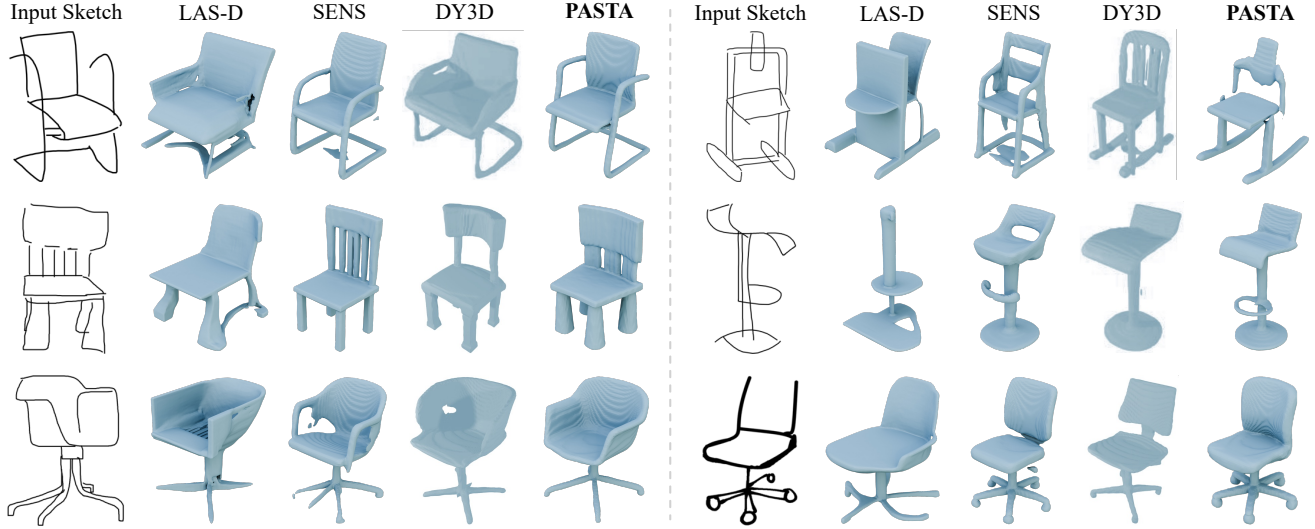 Input Sketch LAS-D SENS DY3D PASTA Input Sketch LAS-D SENS DY3D PASTA